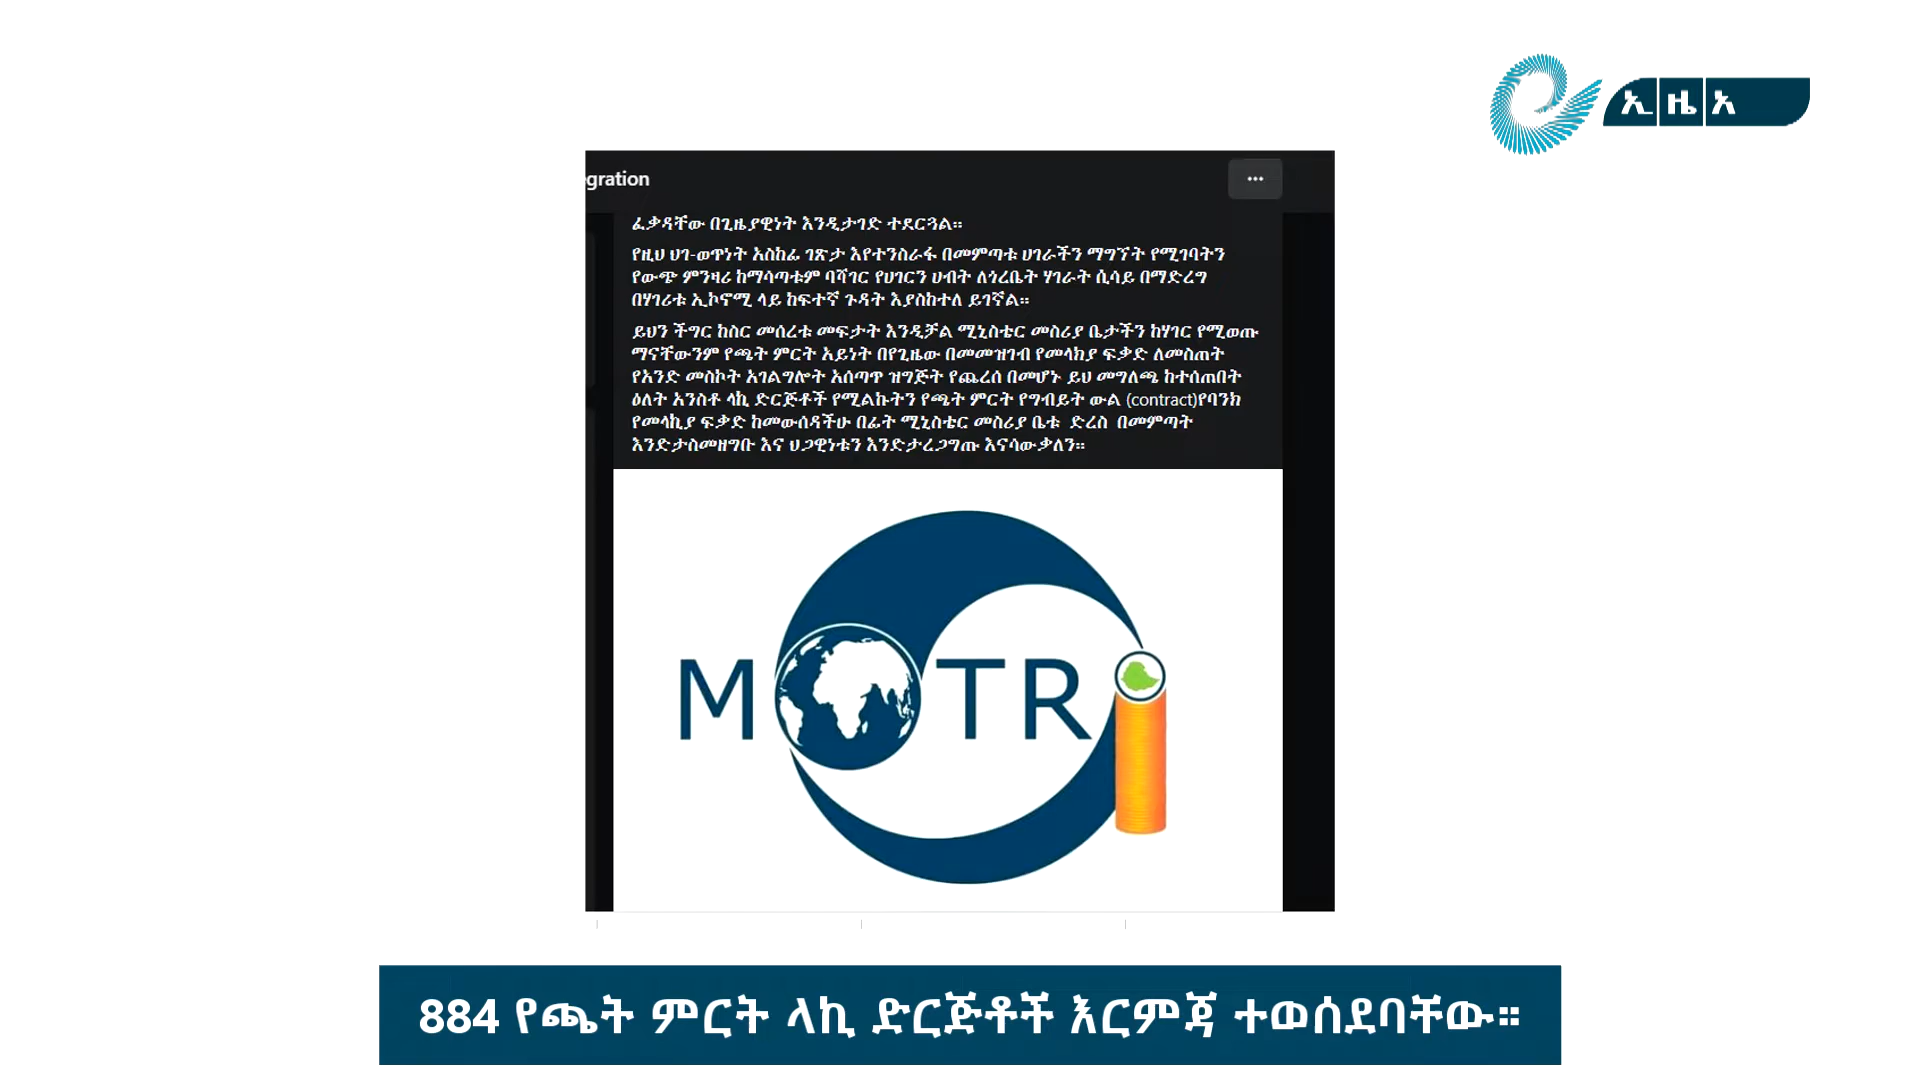 ኢዜአ
gration
ፈቃዳቸው በጊዜያዊነት እንዲታገድ ተደርጓል።
የዚህ ህገ-ወጥነት አስከፊ ገጽታ እየተንሰራፋ በመምጣቱ ሀገራችን ማግኘት የሚገባትን
የውጭ ምንዛሪ ከማሳጣቱም ባሻገር የሀገርን ሀብት ለጎረቤት ሃገራት ሲሳይ በማድረግ
በሃገሪቱ ኢኮኖሚ ላይ ከፍተኛ ጉዳት እያስከተለ ይገኛል።
ይህን ችግር ከስር መሰረቱ መፍታት እንዲቻል ሚኒስቴር መስሪያ ቤታችን ከሃገር የሚወጡ
ማናቸውንም የጫት ምርት አይነት በየጊዜው በመመዝገብ የመላክያ ፍቃድ ለመስጠት
የአንድ መስኮት አገልግሎት አሰጣጥ ዝግጅት የጨረሰ በመሆኑ ይህ መግለጫ ከተሰጠበት
ዕለት አንስቶ ላኪ ድርጅቶች የሚልኩትን የጫት ምርት የግብይት ውል (contract)የባንክ
የመላኪያ ፍቃድ ከመውሰዳችሁ በፊት ሚኒስቴር መስሪያ ቤቱ ድረስ በመምጣት
እንድታስመዘግቡ እና ህጋዊነቱን እንድታረጋግጡ እናሳውቃለን።
MOTRi
884 የጫት ምርት ላኪ ድርጅቶች እርምጃ ተወሰደባቸው።